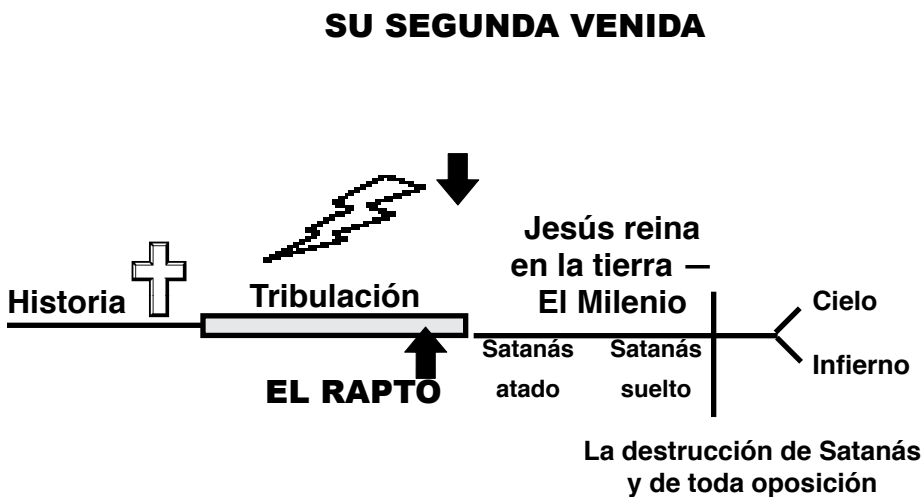 SU SEGUNDA VENIDA
Jesús reina
en la tierra —
El Milenio
Historia
Tribulación
Cielo
Infierno
Satanás
atado
Satanás
suelto
EL RAPTO
La destrucción de Satanás
y de toda oposición